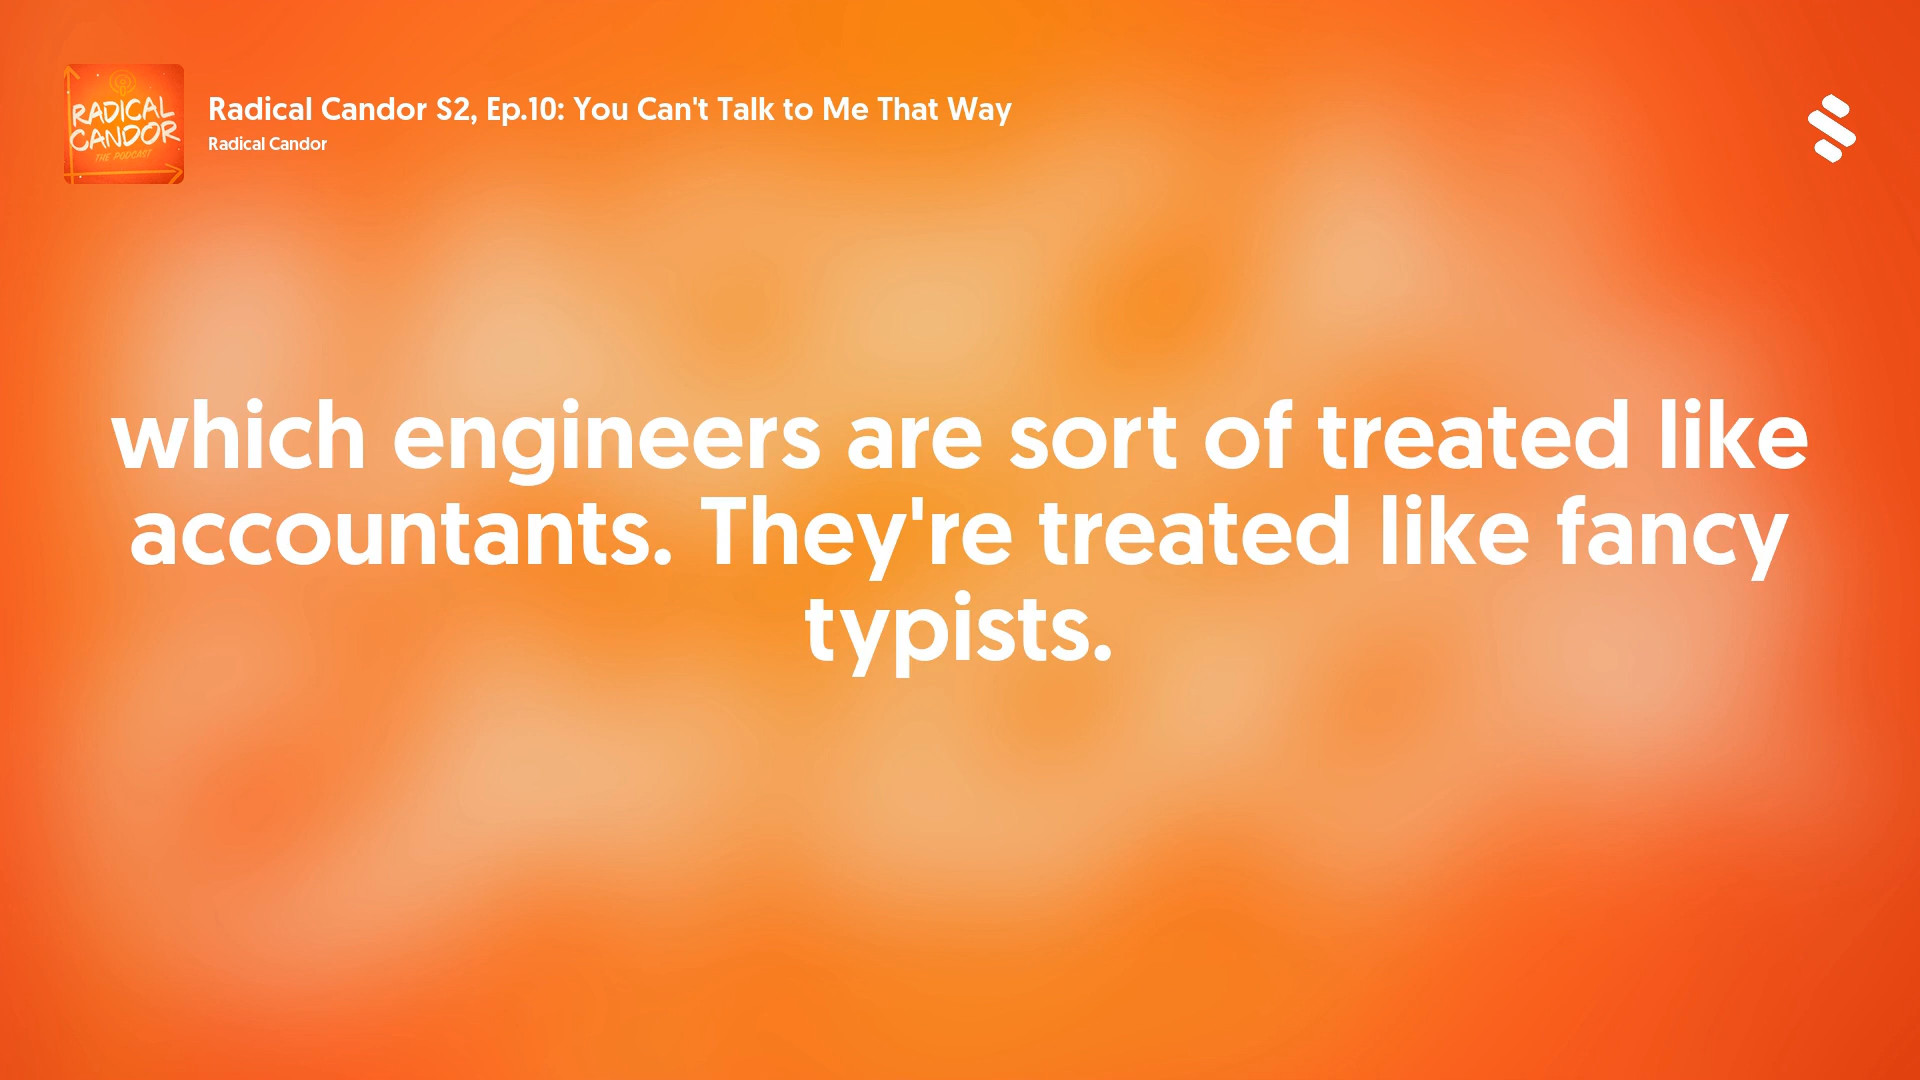 RADICAL
CANDOR
THE PODCAST
Radical Candor S2, Ep.10: You Can't Talk to Me That Way
Radical Candor
which engineers are sort of treated like
accountants. They're treated like fancy
typists.